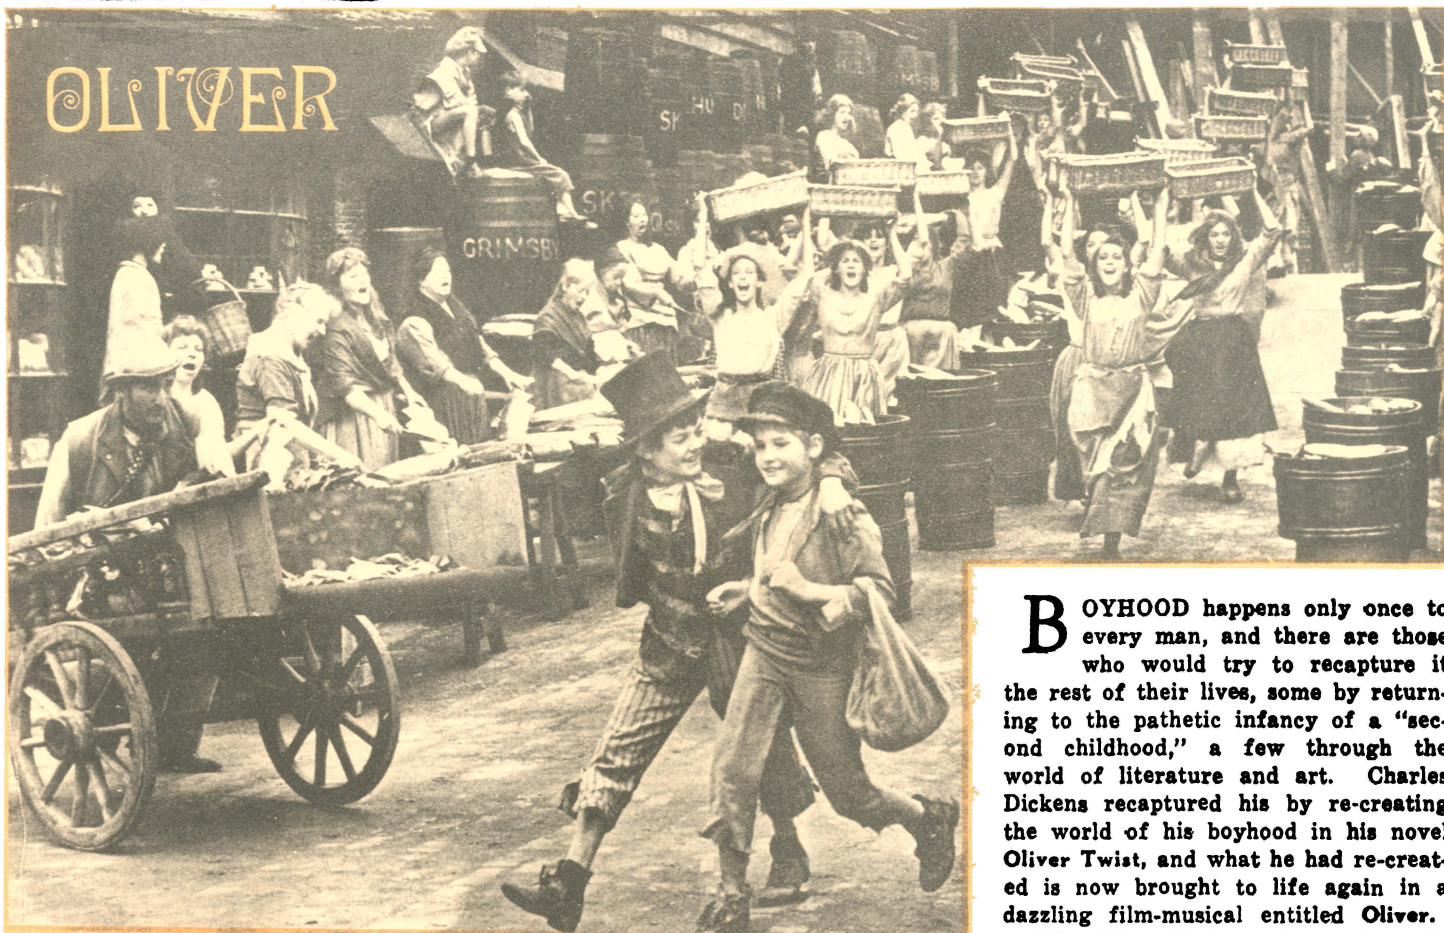 OLIVER
GRIMSBY
BOYHOOD happens only once to
every man, and there are those
who would try to recapture it
the rest of their lives, some by return-
ing to the pathetic infancy of a “sec-
ond childhood,” a few through the
world of literature and art. Charles
Dickens recaptured his by re-creating
the world of his boyhood in his novel
Oliver Twist, and what he had re-creat-
ed is now brought to life again in a
dazzling film-musical entitled Oliver.